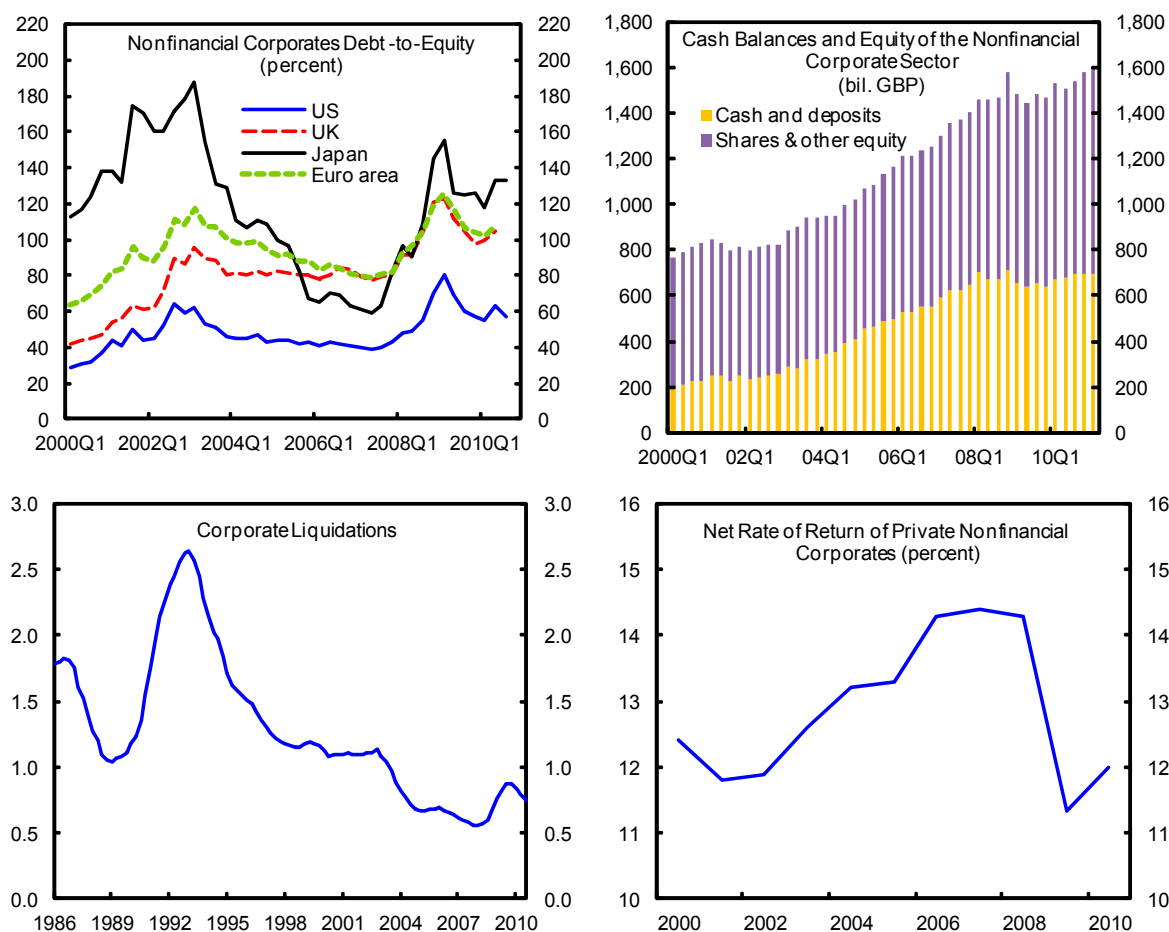 Nonfinancial Corporates Debt-to-Equity
(percent)
220 220
200 200
180 180
160 160
140 140
120 120
100 100
80 80
60 60
40 40
20 20
0 0
US
UK
Japan
Euro area
2000Q1 2002Q1 2004Q1 2006Q1 2008Q1 2010Q1
Cash Balances and Equity of the Nonfinancial
Corporate Sector
(bil. GBP)
1,800 1,800
1,600 1,600
1,400 1,400
1,200 1,200
1,000 1,000
800 800
600 600
400 400
200 200
0 0
Cash and deposits
Shares & other equity
2000Q1 02Q1 04Q1 06Q1 08Q1 10Q1
Corporate Liquidations
3.0 3.0
2.5 2.5
2.0 2.0
1.5 1.5
1.0 1.0
0.5 0.5
0.0 0.0
1986 1989 1992 1995 1998 2001 2004 2007 2010
Net Rate of Return of Private Nonfinancial
Corporates (percent)
16 16
15 15
14 14
13 13
12 12
11 11
10 10
2000 2002 2004 2006 2008 2010